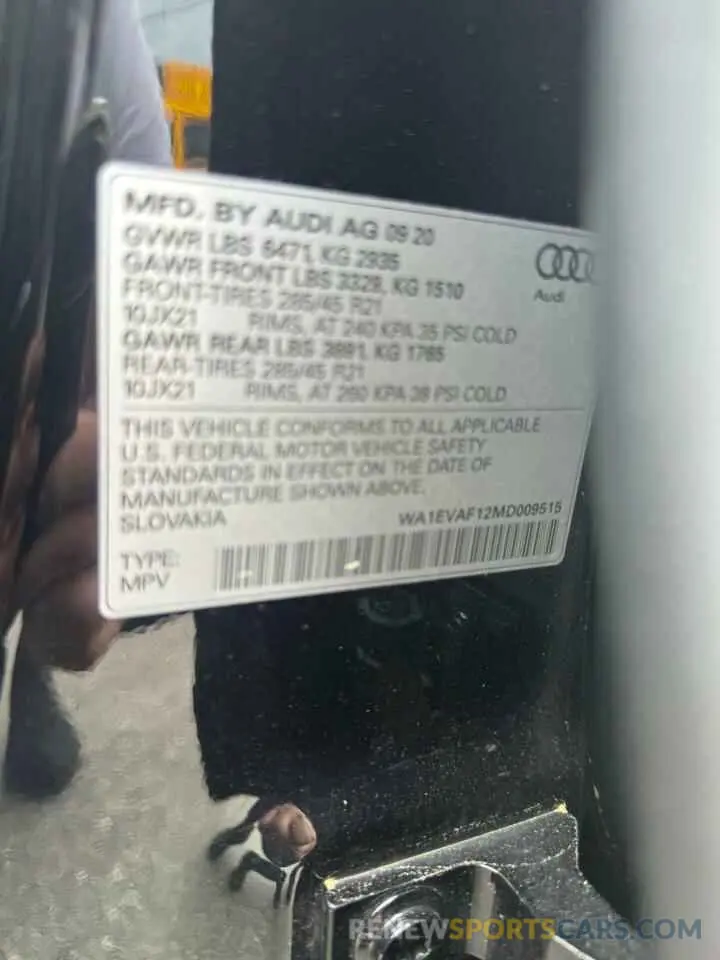 MFD. BY AUDI AG 09 20
GVWR LBS 6471, KG 2935
GAWR FRONT LBS 3329, KG 1510
FRONT-TIRES 285/45 R21
10JX21 RIMS, AT 240 KPA 35 PSI COLD
GAWR REAR LBS 3891, KG 1765
REAR-TIRES 285/45 R21
10JX21 RIMS, AT 260 KPA 38 PSI COLD
Audi
THIS VEHICLE CONFORMS TO ALL APPLICABLE
U.S. FEDERAL MOTOR VEHICLE SAFETY
STANDARDS IN EFFECT ON THE DATE OF
MANUFACTURE SHOWN ABOVE.
SLOVAKIA WA1EVAF12MD009515
TYPE:
MPV
RENEWSPORTSCARS.COM